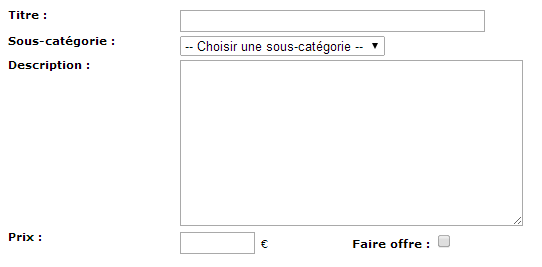 Titre :
Sous-catégorie : -- Choisir une sous-catégorie --
Description :
Prix : € Faire offre :